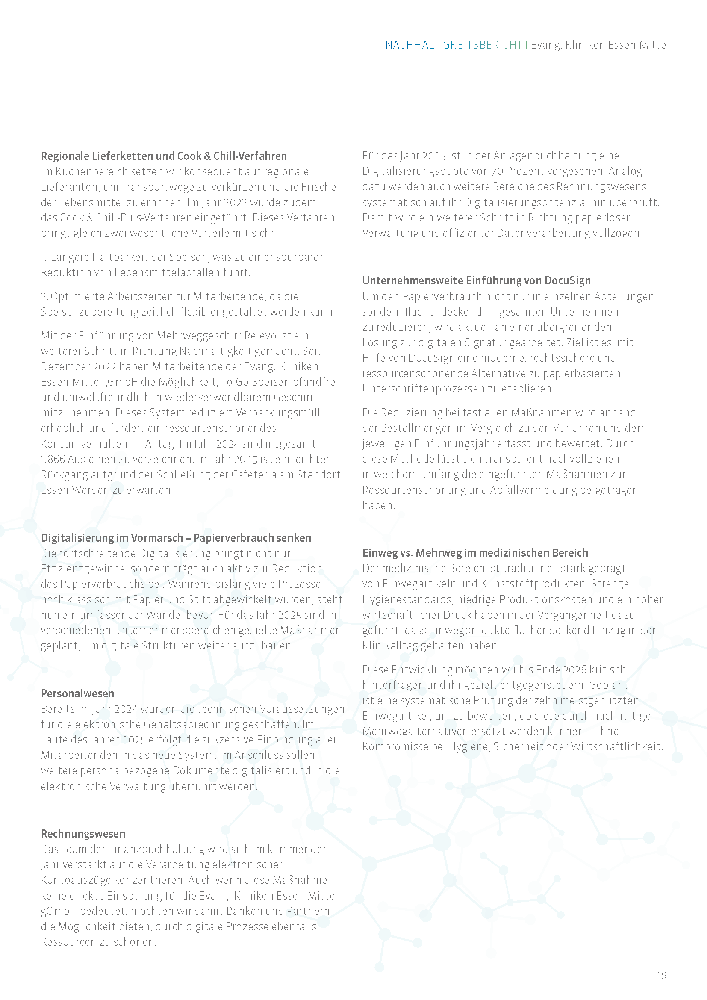 NACHHALTIGKEITSBERICHT | Evang. Kliniken Essen-Mitte
Regionale Lieferketten und Cook & Chill-Verfahren
Im Küchenbereich setzen wir konsequent auf regionale
Lieferanten, um Transportwege zu verkürzen und die Frische
der Lebensmittel zu erhöhen. Im Jahr 2022 wurde zudem
das Cook & Chill-Plus-Verfahren eingeführt. Dieses Verfahren
bringt gleich zwei wesentliche Vorteile mit sich:
1. Längere Haltbarkeit der Speisen, was zu einer spürbaren
Reduktion von Lebensmittelabfällen führt.
2. Optimierte Arbeitszeiten für Mitarbeitende, da die
Speisenzubereitung zeitlich flexibler gestaltet werden kann.
Mit der Einführung von Mehrweggeschirr Relevo ist ein
weiterer Schritt in Richtung Nachhaltigkeit gemacht. Seit
Dezember 2022 haben Mitarbeitende der Evang. Kliniken
Essen-Mitte gGmbH die Möglichkeit, To-Go-Speisen pfandfrei
und umweltfreundlich in wiederverwendbarem Geschirr
mitzunehmen. Dieses System reduziert Verpackungsmüll
erheblich und fördert ein ressourcenschonendes
Konsumverhalten im Alltag. Im Jahr 2024 sind insgesamt
1.866 Ausleihen zu verzeichnen. Im Jahr 2025 ist ein leichter
Rückgang aufgrund der Schließung der Cafeteria am Standort
Essen-Werden zu erwarten.
Digitalisierung im Vormarsch – Papierverbrauch senken
Die fortschreitende Digitalisierung bringt nicht nur
Effizienzgewinne, sondern trägt auch aktiv zur Reduktion
des Papierverbrauchs bei. Während bislang viele Prozesse
noch klassisch mit Papier und Stift abgewickelt wurden, steht
nun ein umfassender Wandel bevor. Für das Jahr 2025 sind in
verschiedenen Unternehmensbereichen gezielte Maßnahmen
geplant, um digitale Strukturen weiter auszubauen.
Personalwesen
Bereits im Jahr 2024 wurden die technischen Voraussetzungen
für die elektronische Gehaltsabrechnung geschaffen. Im
Laufe des Jahres 2025 erfolgt die sukzessive Einbindung aller
Mitarbeitenden in das neue System. Im Anschluss sollen
weitere personalbezogene Dokumente digitalisiert und in die
elektronische Verwaltung überführt werden.
Rechnungswesen
Das Team der Finanzbuchhaltung wird sich im kommenden
Jahr verstärkt auf die Verarbeitung elektronischer
Kontoauszüge konzentrieren. Auch wenn diese Maßnahme
keine direkte Einsparung für die Evang. Kliniken Essen-Mitte
gGmbH bedeutet, möchten wir damit Banken und Partnern
die Möglichkeit bieten, durch digitale Prozesse ebenfalls
Ressourcen zu schonen.
Für das Jahr 2025 ist in der Anlagenbuchhaltung eine
Digitalisierungsquote von 70 Prozent vorgesehen. Analog
dazu werden auch weitere Bereiche des Rechnungswesens
systematisch auf ihr Digitalisierungspotenzial hin überprüft.
Damit wird ein weiterer Schritt in Richtung papierloser
Verwaltung und effizienter Datenverarbeitung vollzogen.
Unternehmensweite Einführung von DocuSign
Um den Papierverbrauch nicht nur in einzelnen Abteilungen,
sondern flächendeckend im gesamten Unternehmen
zu reduzieren, wird aktuell an einer übergreifenden
Lösung zur digitalen Signatur gearbeitet. Ziel ist es, mit
Hilfe von DocuSign eine moderne, rechtssichere und
ressourcenschonende Alternative zu papierbasierten
Unterschriftenprozessen zu etablieren.
Die Reduzierung bei fast allen Maßnahmen wird anhand
der Bestellmengen im Vergleich zu den Vorjahren und dem
jeweiligen Einführungsjahr erfasst und bewertet. Durch
diese Methode lässt sich transparent nachvollziehen,
in welchem Umfang die eingeführten Maßnahmen zur
Ressourcenschonung und Abfallvermeidung beigetragen
haben.
Einweg vs. Mehrweg im medizinischen Bereich
Der medizinische Bereich ist traditionell stark geprägt
von Einwegartikeln und Kunststoffprodukten. Strenge
Hygienestandards, niedrige Produktionskosten und ein hoher
wirtschaftlicher Druck haben in der Vergangenheit dazu
geführt, dass Einwegprodukte flächendeckend Einzug in den
Klinikalltag gehalten haben.
Diese Entwicklung möchten wir bis Ende 2026 kritisch
hinterfragen und ihr gezielt entgegensteuern. Geplant
ist eine systematische Prüfung der zehn meistgenutzten
Einwegartikel, um zu bewerten, ob diese durch nachhaltige
Mehrwegalternativen ersetzt werden können – ohne
Kompromisse bei Hygiene, Sicherheit oder Wirtschaftlichkeit.
19